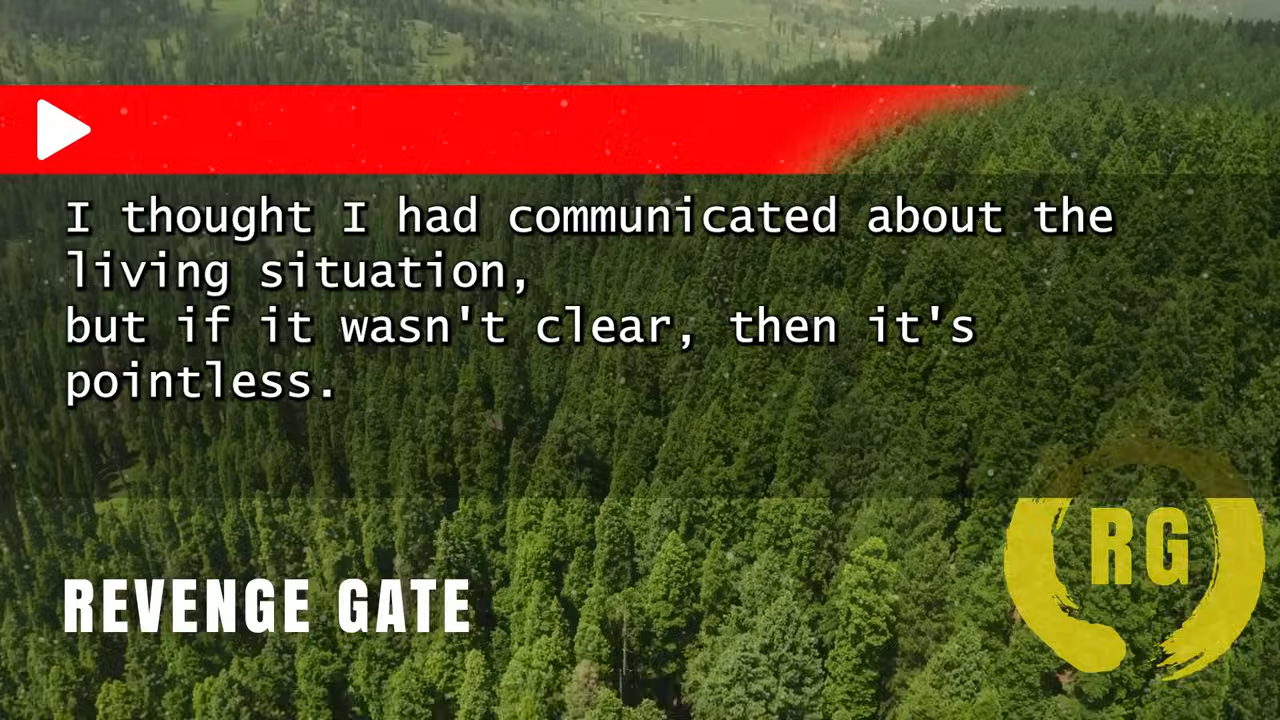 I thought I had communicated about the
living situation,
but if it wasn't clear, then it's
pointless.
RG
REVENGE GATE